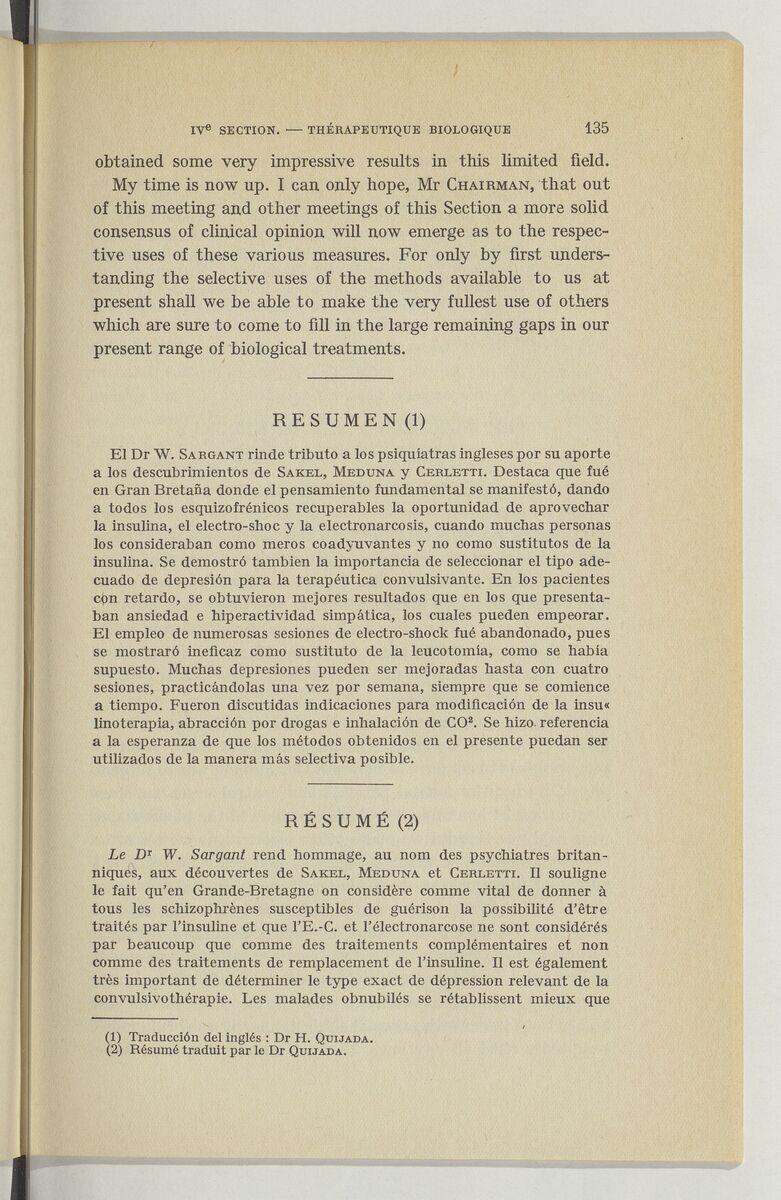 IVe SECTION. — THÉRAPEUTIQUE BIOLOGIQUE 135
obtained some very impressive results in this limited field.
My time is now up. I can only hope, Mr CHAIRMAN, that out
of this meeting and other meetings of this Section a more solid
consensus of clinical opinion will now emerge as to the respec-
tive uses of these various measures. For only by first unders-
tanding the selective uses of the methods available to us at
present shall we be able to make the very fullest use of others
which are sure to come to fill in the large remaining gaps in our
present range of biological treatments.
RESUMEN (1)
El Dr W. SARGANT rinde tributo a los psiquíatras ingleses por su aporte
a los descubrimientos de SAKEL, MEDUNA y CERLETTI. Destaca que fué
en Gran Bretaña donde el pensamiento fundamental se manifestó, dando
a todos los esquizofrénicos recuperables la oportunidad de aprovechar
la insulina, el electro-shoc y la electronarcosis, cuando muchas personas
los consideraban como meros coadyuvantes y no como sustitutos de la
insulina. Se demostró tambien la importancia de seleccionar el tipo ade-
cuado de depresión para la terapéutica convulsivante. En los pacientes
con retardo, se obtuvieron mejores resultados que en los que presenta-
ban ansiedad e hiperactividad simpática, los cuales pueden empeorar.
El empleo de numerosas sesiones de electro-shock fué abandonado, pues
se mostraró ineficaz como sustituto de la leucotomía, como se había
supuesto. Muchas depresiones pueden ser mejoradas hasta con cuatro
sesiones, practicándolas una vez por semana, siempre que se comience
a tiempo. Fueron discutidas indicaciones para modificación de la insu«
linoterapia, abracción por drogas e inhalación de CO². Se hizo referencia
a la esperanza de que los métodos obtenidos en el presente puedan ser
utilizados de la manera más selectiva posible.
RÉSUMÉ (2)
Le Dr W. Sargant rend hommage, au nom des psychiatres britan-
niques, aux découvertes de SAKEL, MEDUNA et CERLETTI. Il souligne
le fait qu'en Grande-Bretagne on considère comme vital de donner à
tous les schizophrènes susceptibles de guérison la possibilité d'être
traités par l'insuline et que l'E.-C. et l'électronarcose ne sont considérés
par beaucoup que comme des traitements complémentaires et non
comme des traitements de remplacement de l'insuline. Il est également
très important de déterminer le type exact de dépression relevant de la
convulsivothérapie. Les malades obnubilés se rétablissent mieux que
(1) Traducción del inglés : Dr H. QUIJADA.
(2) Résumé traduit par le Dr QUIJADA.